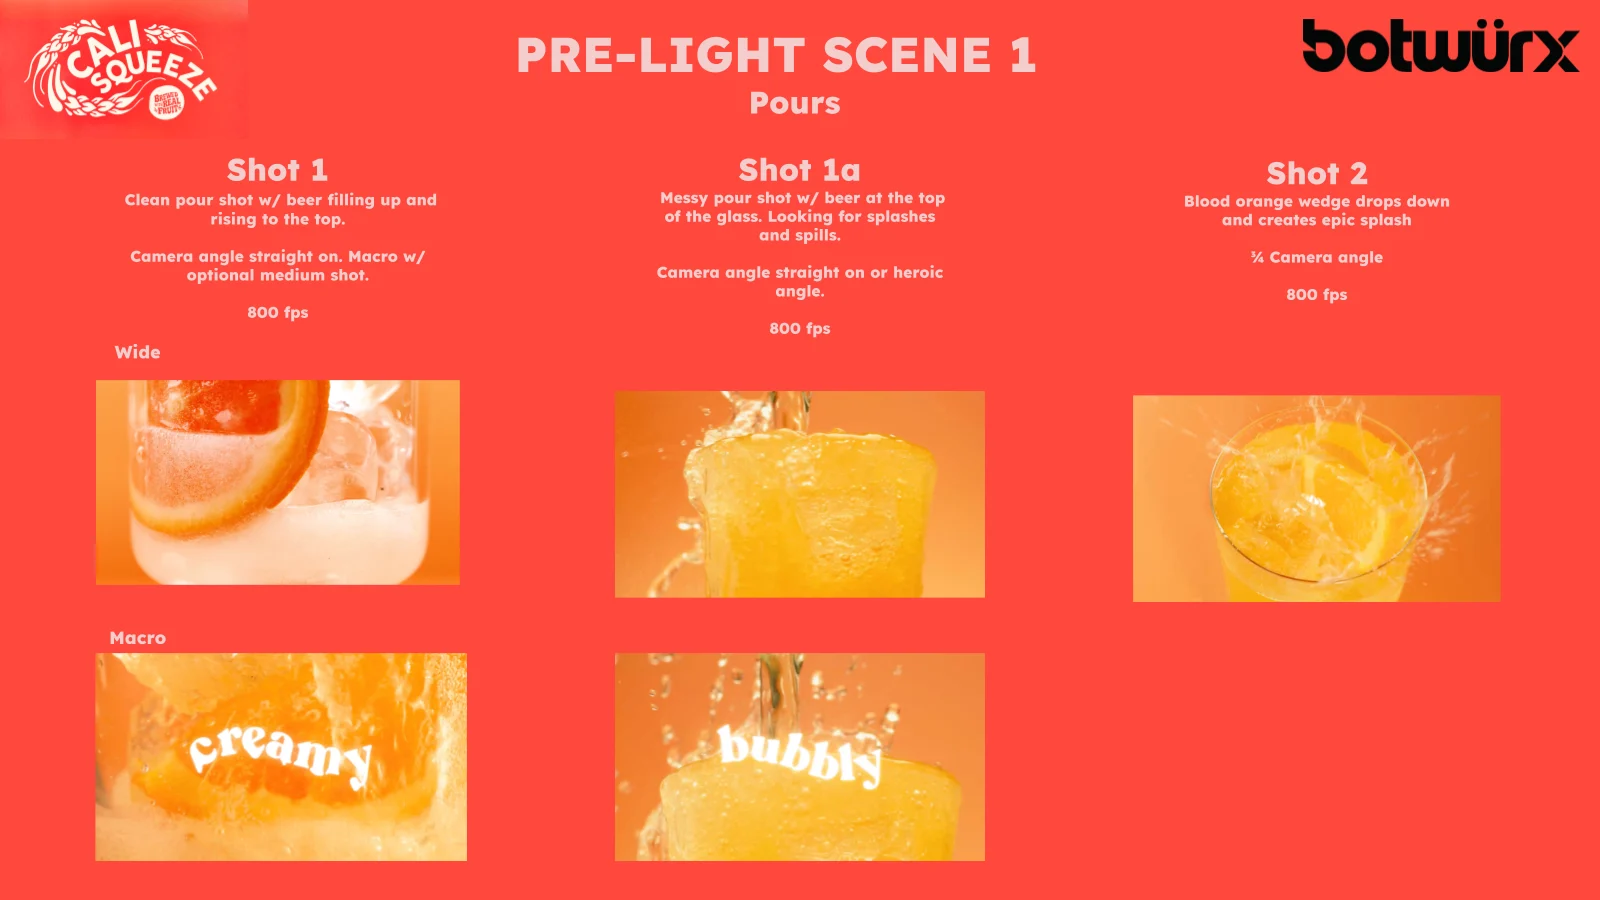 CALI
SQUEEZE
BREWED
WITH
REAL
FRUIT
PRE-LIGHT SCENE 1
Pours
botwürx
Shot 1
Clean pour shot w/ beer filling up and
rising to the top.
Camera angle straight on. Macro w/
optional medium shot.
800 fps
Wide
Macro
creamy
Shot 1a
Messy pour shot w/ beer at the top
of the glass. Looking for splashes
and spills.
Camera angle straight on or heroic
angle.
800 fps
bubbly
Shot 2
Blood orange wedge drops down
and creates epic splash
¾ Camera angle
800 fps